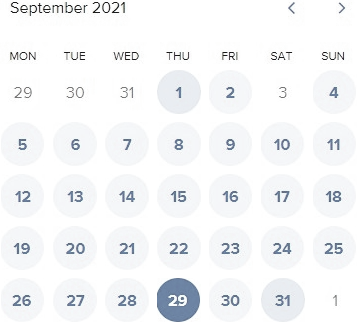 September 2021
MON TUE WED THU FRI SAT SUN
29 30 31 1 2 3 4
5 6 7 8 9 10 11
12 13 14 15 16 17 18
19 20 21 22 23 24 25
26 27 28 29 30 31 1